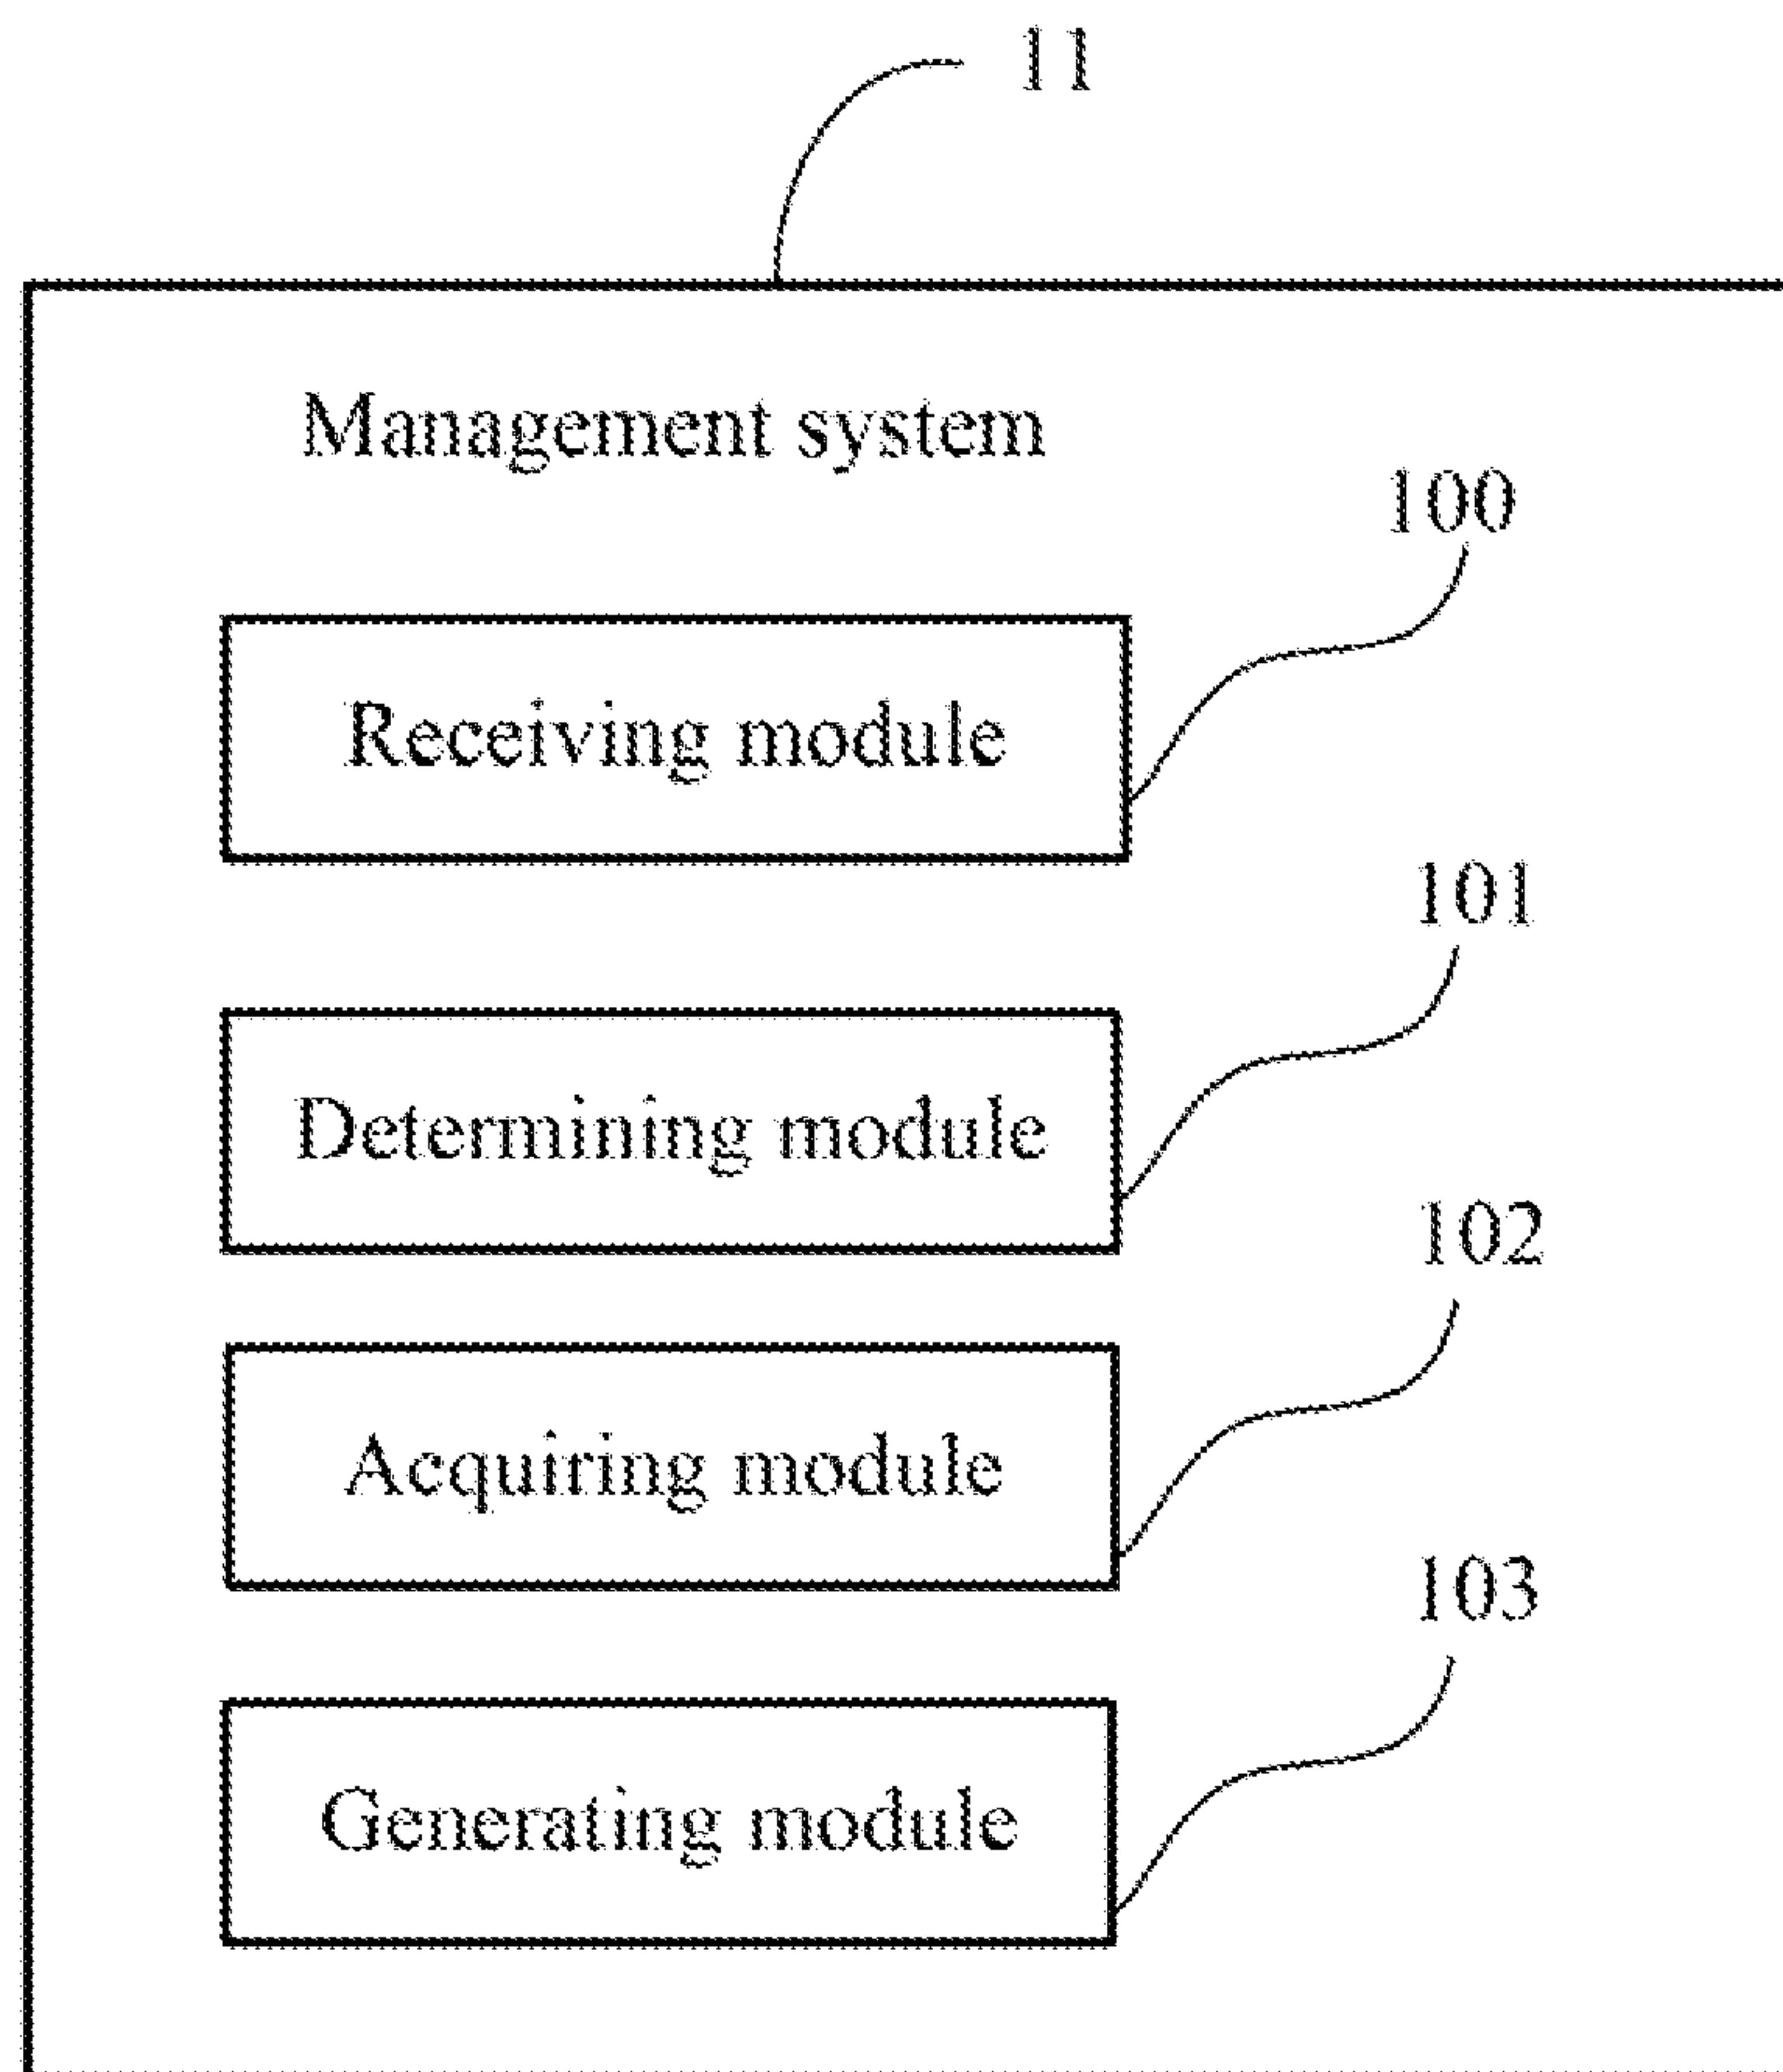 11
Management system
100
Receiving module
101
Determining module
102
Acquiring module
103
Generating module